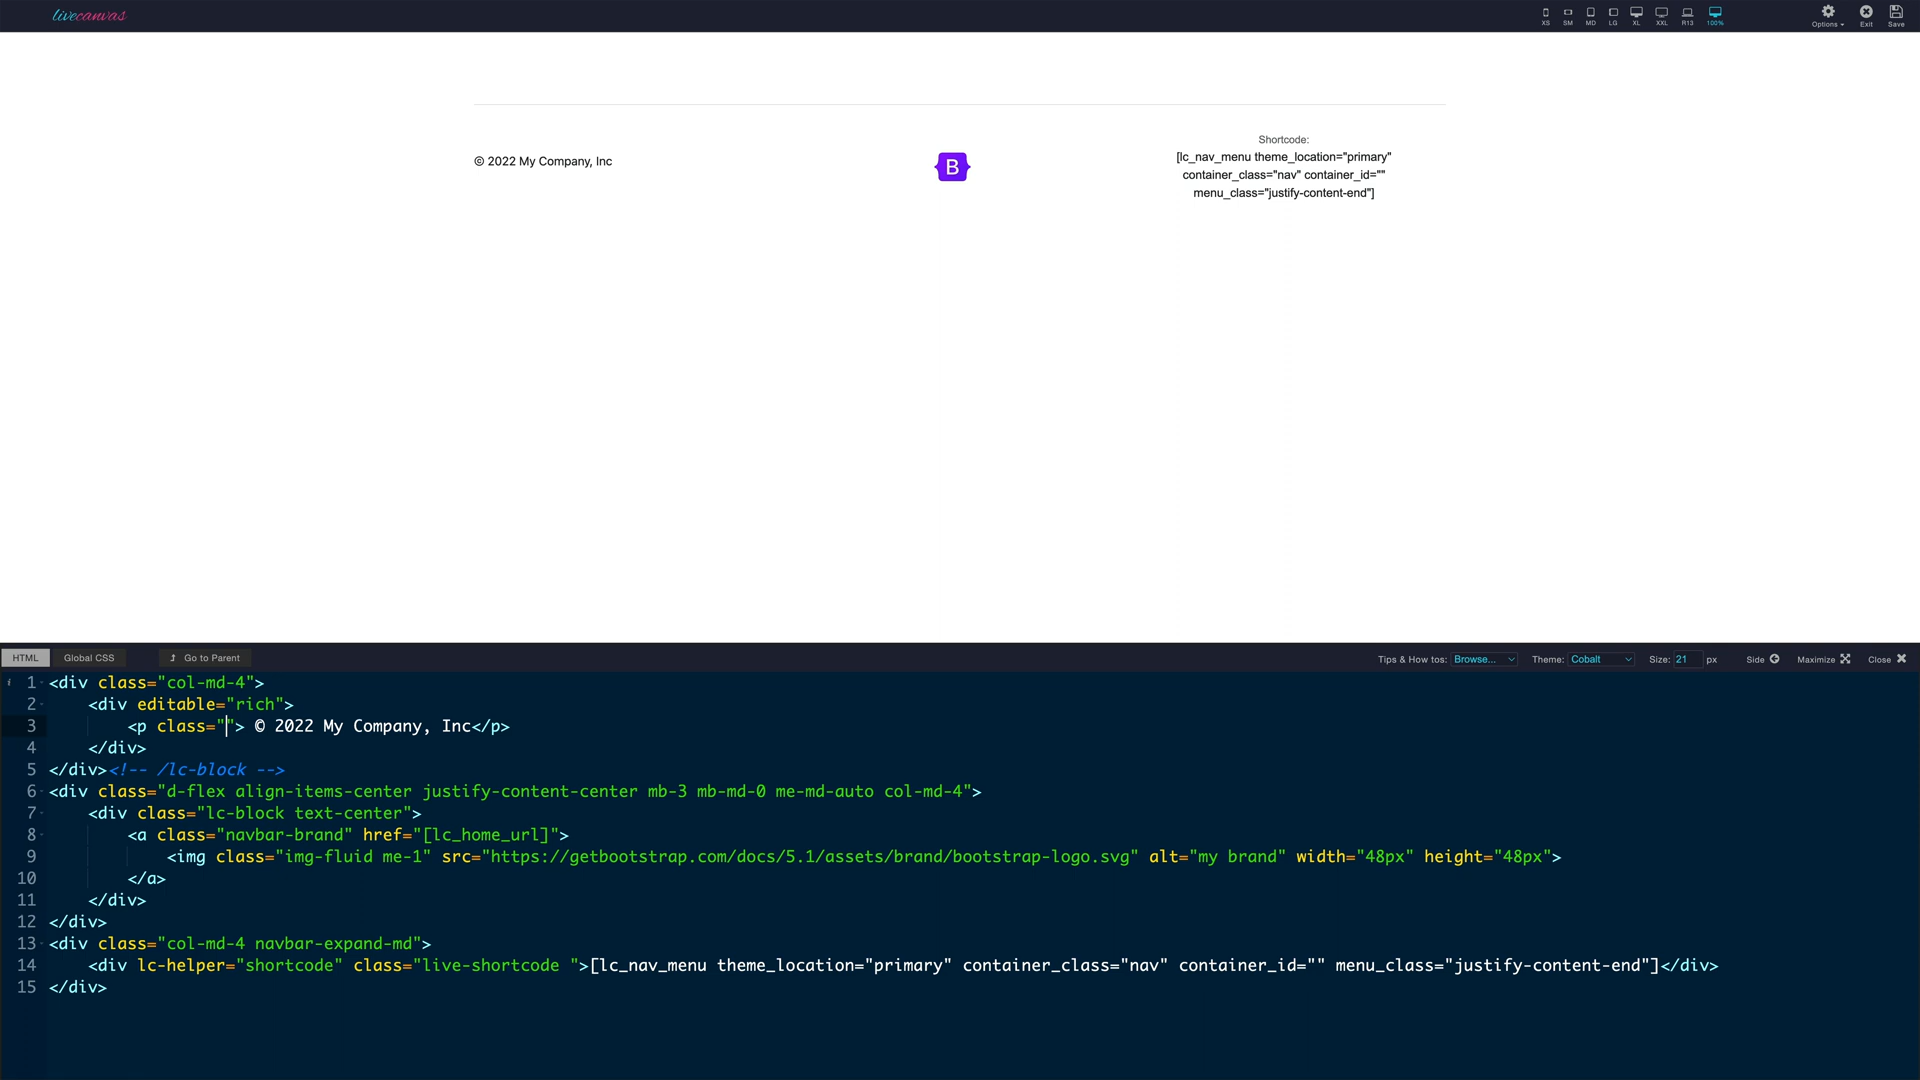 livecanvas
XS SM MD LG XL XXL R13 100% Options Exit Save
© 2022 My Company, Inc
B
Shortcode:
[lc_nav_menu theme_location="primary"
container_class="nav" container_id=""
menu_class="justify-content-end"]
HTML Global CSS Go to Parent Tips & How tos: Browse... Theme: Cobalt Size: 21 px Side Maximize Close
1 <div class="col-md-4">
2 <div editable="rich">
3 <p class=""> © 2022 My Company, Inc</p>
4 </div>
5 </div><!-- /lc-block -->
6 <div class="d-flex align-items-center justify-content-center mb-3 mb-md-0 me-md-auto col-md-4">
7 <div class="lc-block text-center">
8 <a class="navbar-brand" href="[lc_home_url]">
9 <img class="img-fluid me-1" src="https://getbootstrap.com/docs/5.1/assets/brand/bootstrap-logo.svg" alt="my brand" width="48px" height="48px">
10 </a>
11 </div>
12 </div>
13 <div class="col-md-4 navbar-expand-md">
14 <div lc-helper="shortcode" class="live-shortcode ">[lc_nav_menu theme_location="primary" container_class="nav" container_id="" menu_class="justify-content-end"]</div>
15 </div>